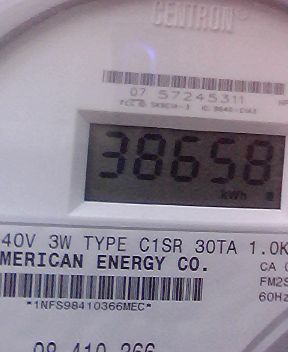 CENTRON®
07 57245311
38658
kWh
40V 3W TYPE C1SR 30TA 1.0K
MERICAN ENERGY CO.
CA
FM2S
60Hz
*1NFS98410366MEC*